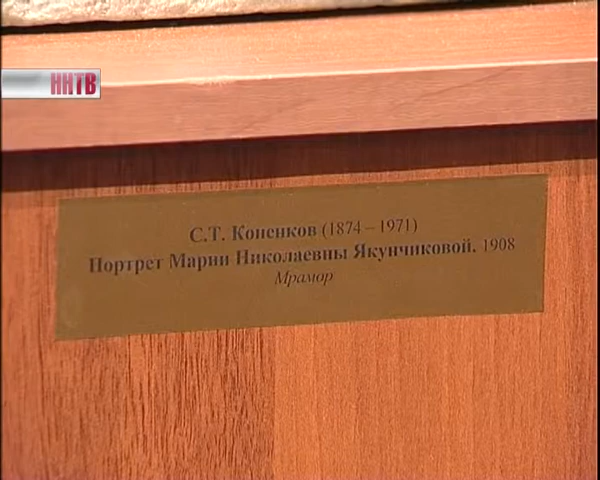 ННТВ
С.Т. Коненков (1874 – 1971)
Портрет Марии Николаевны Якунчиковой. 1908
Мрамор